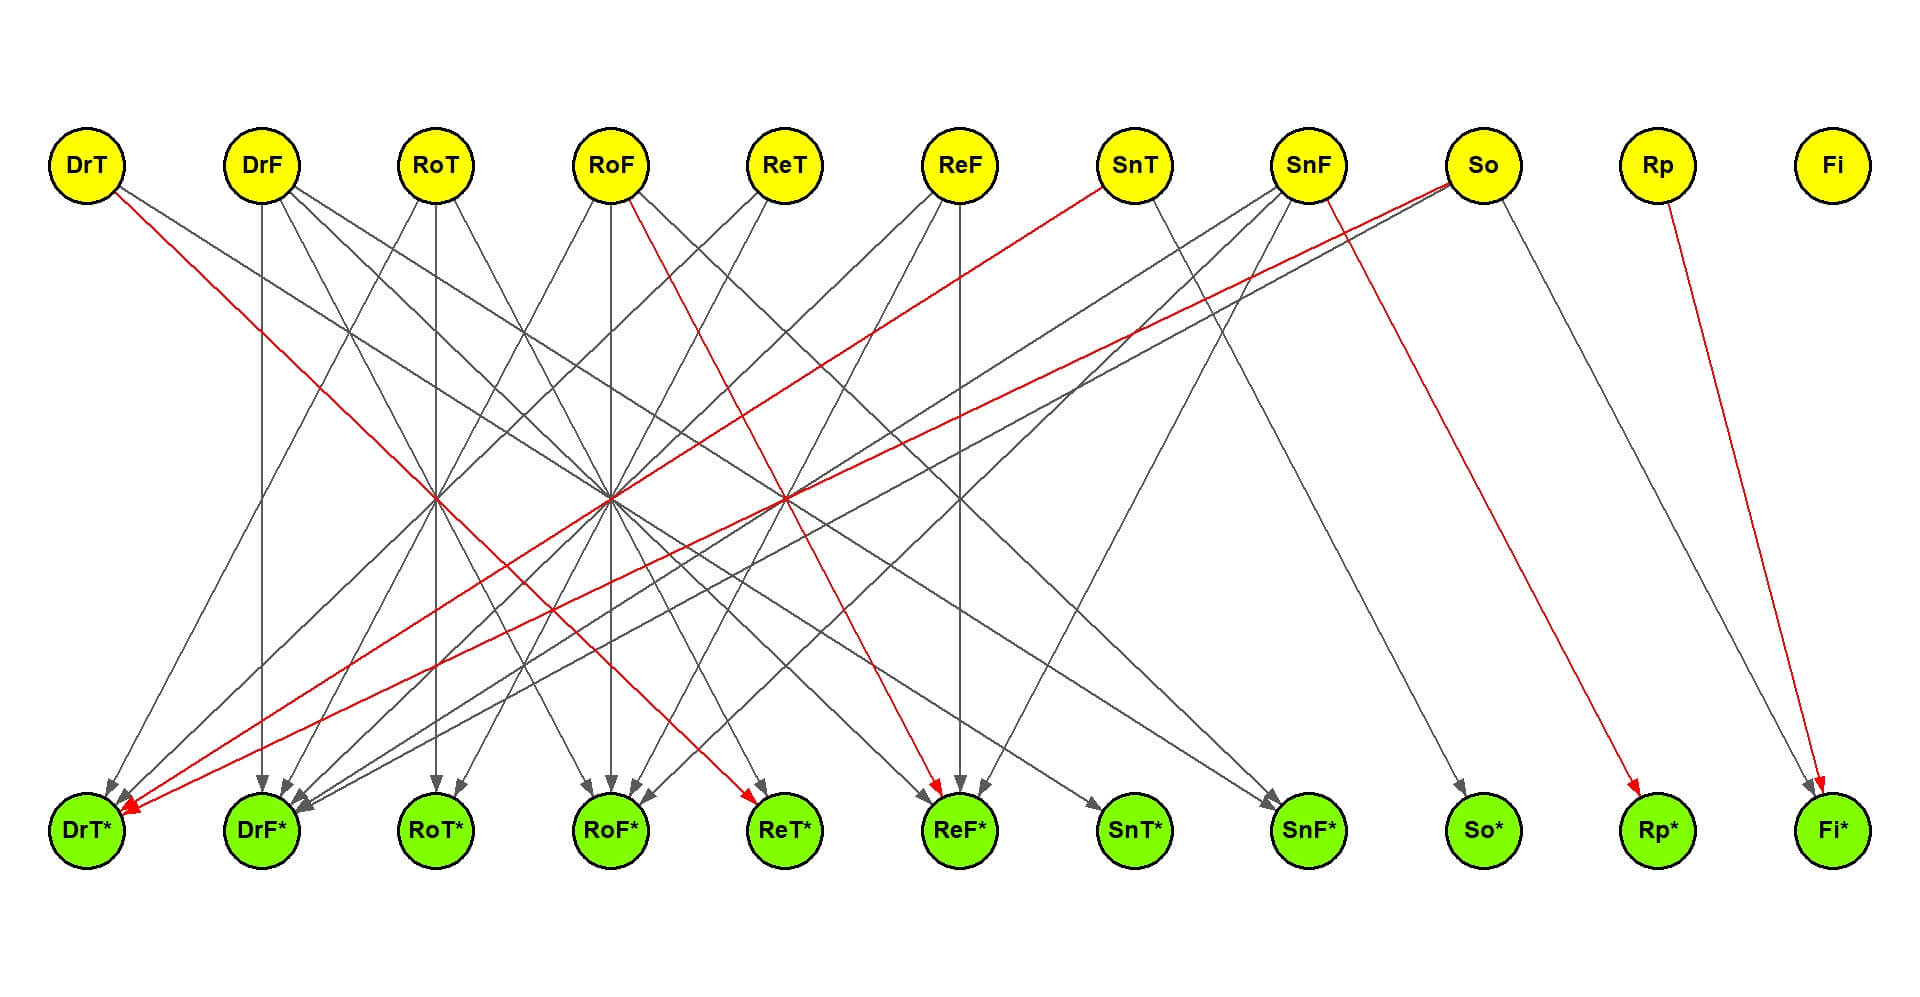 DrT DrF RoT RoF ReT ReF SnT SnF So Rp Fi
DrT* DrF* RoT* RoF* ReT* ReF* SnT* SnF* So* Rp* Fi*